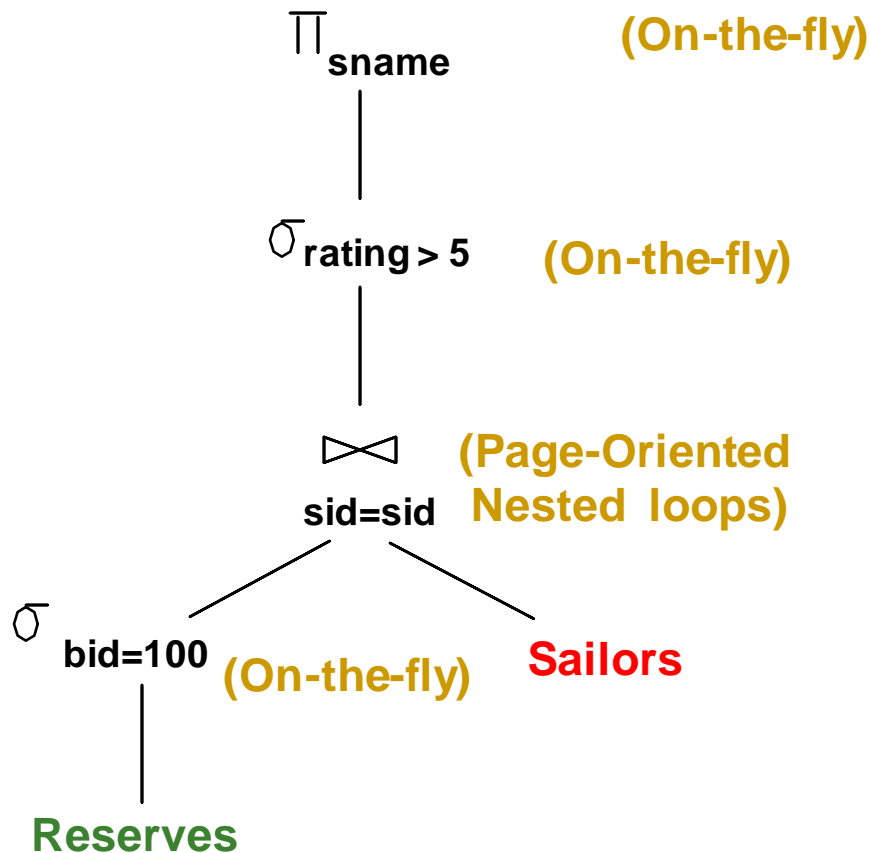 π sname (On-the-fly)
σ rating > 5 (On-the-fly)
⋈ (Page-Oriented
sid=sid Nested loops)
σ bid=100 (On-the-fly) Sailors
Reserves